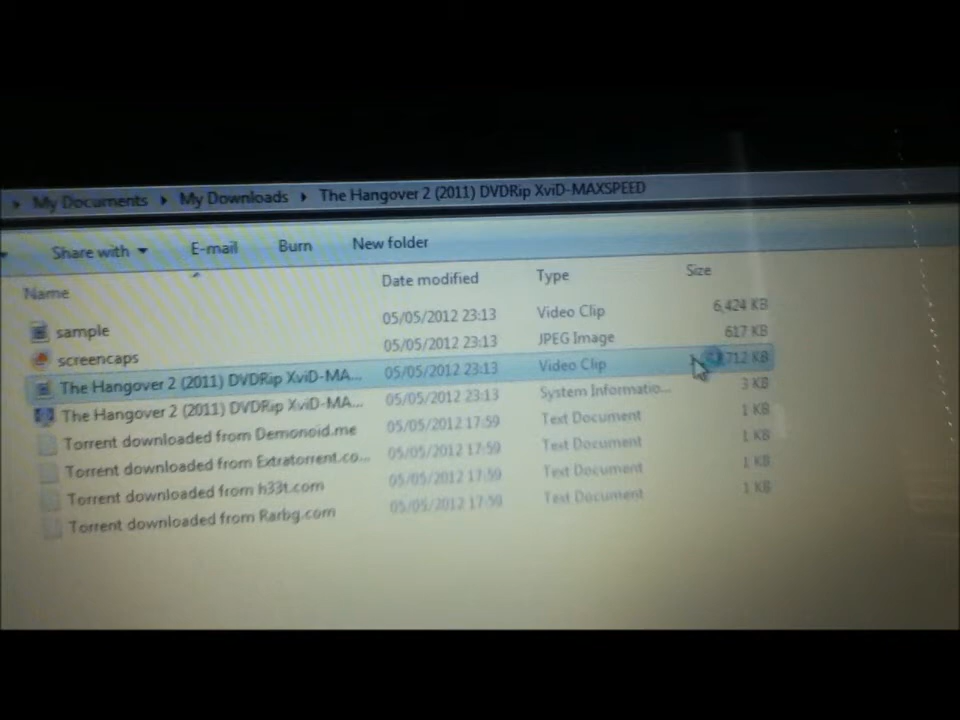 My Documents My Downloads The Hangover 2 (2011) DVDRip XviD-MAXSPEED
Share with E-mail Burn New folder
Name Date modified Type Size
sample 05/05/2012 23:13 Video Clip 6,424 KB
screencaps 05/05/2012 23:13 JPEG Image 617 KB
The Hangover 2 (2011) DVDRip XviD-MA... 05/05/2012 23:13 Video Clip 712 KB
The Hangover 2 (2011) DVDRip XviD-MA... 05/05/2012 23:13 System Informatio... 3 KB
Torrent downloaded from Demonoid.me 05/05/2012 17:59 Text Document 1 KB
Torrent downloaded from Extratorrent.co... 05/05/2012 17:59 Text Document 1 KB
Torrent downloaded from h33t.com 05/05/2012 17:59 Text Document 1 KB
Torrent downloaded from Rarbg.com 05/05/2012 17:59 Text Document 1 KB